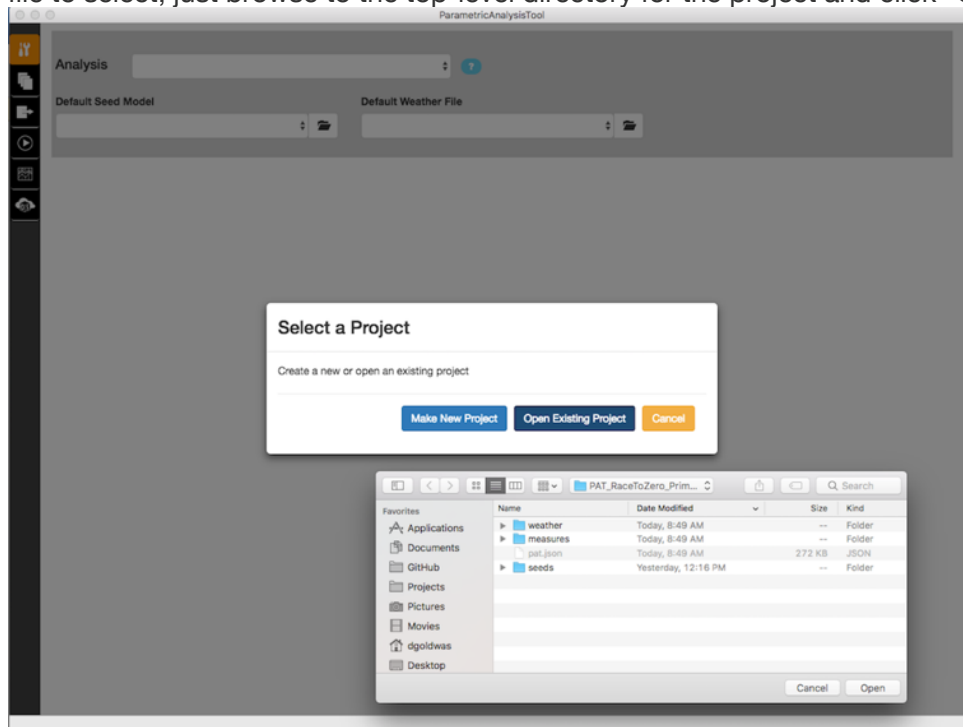 file to select, just browse to the top level directory for the project and click
ParametricAnalysisTool
Analysis
?
Default Seed Model
Default Weather File
Select a Project
Create a new or open an existing project
Make New Project
Open Existing Project
Cancel
PAT_RaceToZero_Prim...
Search
Favorites
Name
Date Modified
Size
Kind
Applications
weather
Today, 8:49 AM
--
Folder
Documents
measures
Today, 8:49 AM
--
Folder
pat.json
Today, 8:49 AM
272 KB
JSON
GitHub
seeds
Yesterday, 12:16 PM
--
Folder
Projects
Pictures
Movies
dgoldwas
Desktop
Cancel
Open